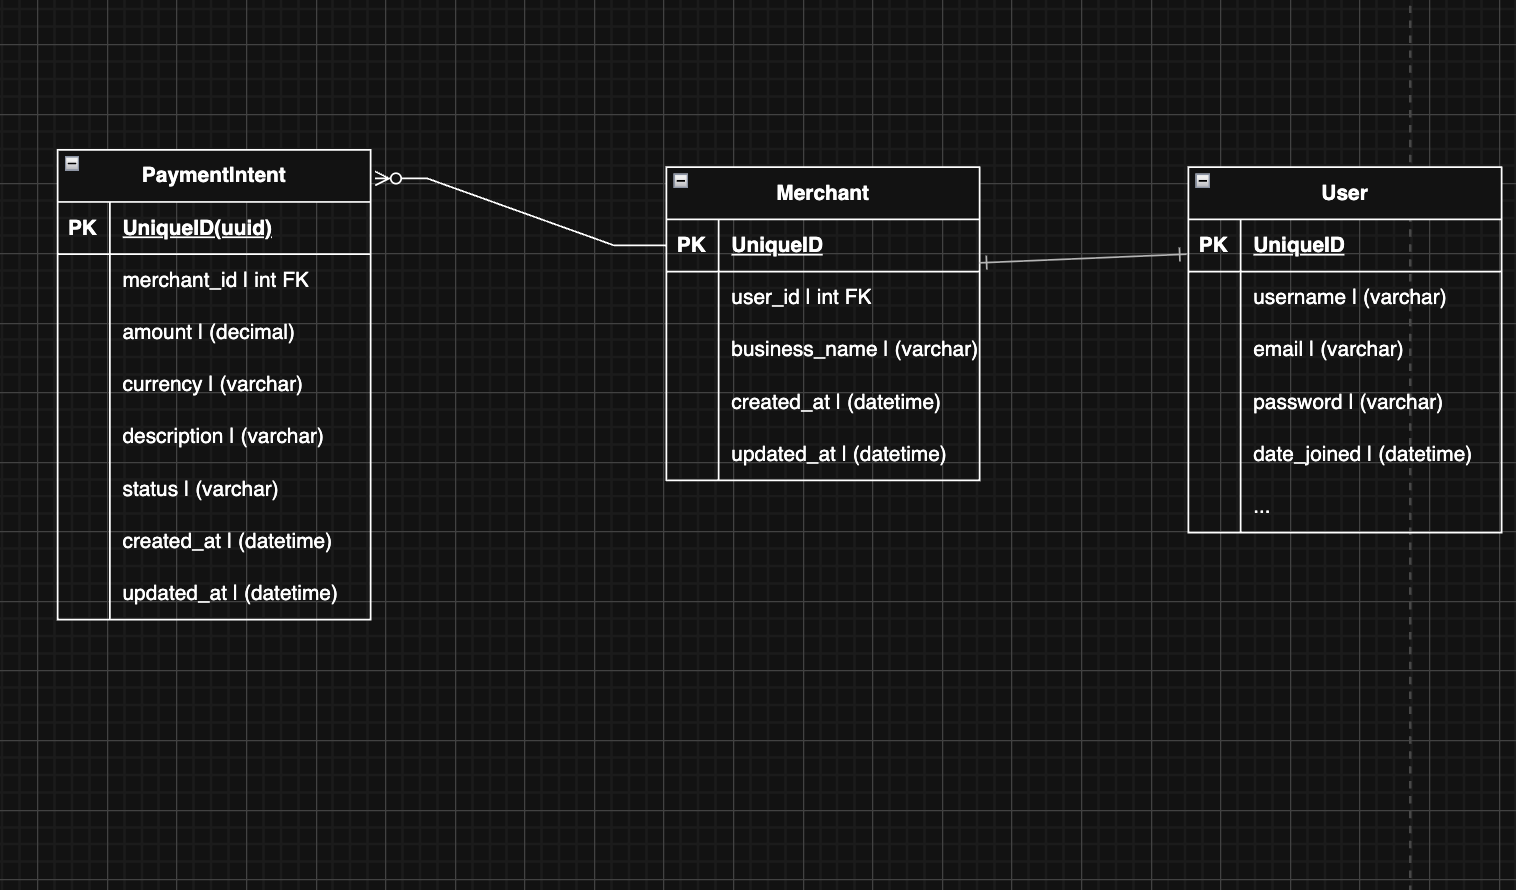 PaymentIntent
PK UniqueID(uuid)
merchant_id | int FK
amount | (decimal)
currency | (varchar)
description | (varchar)
status | (varchar)
created_at | (datetime)
updated_at | (datetime)
Merchant
PK UniqueID
user_id | int FK
business_name | (varchar)
created_at | (datetime)
updated_at | (datetime)
User
PK UniqueID
username | (varchar)
email | (varchar)
password | (varchar)
date_joined | (datetime)
...